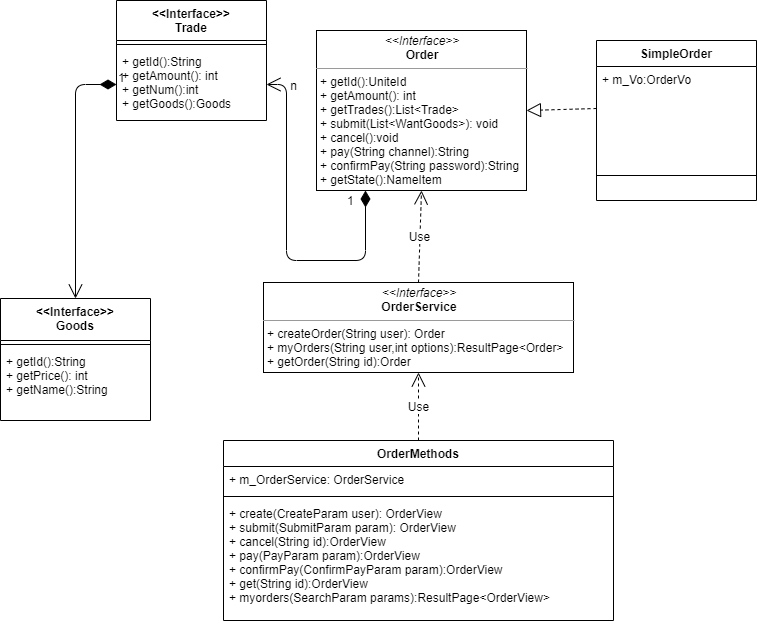 <<Interface>>
Trade
+ getId():String
+ getAmount(): int
+ getNum():int
+ getGoods():Goods
1
n
<<Interface>>
Order
+ getId():UniteId
+ getAmount(): int
+ getTrades():List<Trade>
+ submit(List<WantGoods>): void
+ cancel():void
+ pay(String channel):String
+ confirmPay(String password):String
+ getState():NameItem
SimpleOrder
+ m_Vo:OrderVo
1
Use
<<Interface>>
Goods
+ getId():String
+ getPrice(): int
+ getName():String
<<Interface>>
OrderService
+ createOrder(String user): Order
+ myOrders(String user,int options):ResultPage<Order>
+ getOrder(String id):Order
Use
OrderMethods
+ m_OrderService: OrderService
+ create(CreateParam user): OrderView
+ submit(SubmitParam param): OrderView
+ cancel(String id):OrderView
+ pay(PayParam param):OrderView
+ confirmPay(ConfirmPayParam param):OrderView
+ get(String id):OrderView
+ myorders(SearchParam params):ResultPage<OrderView>